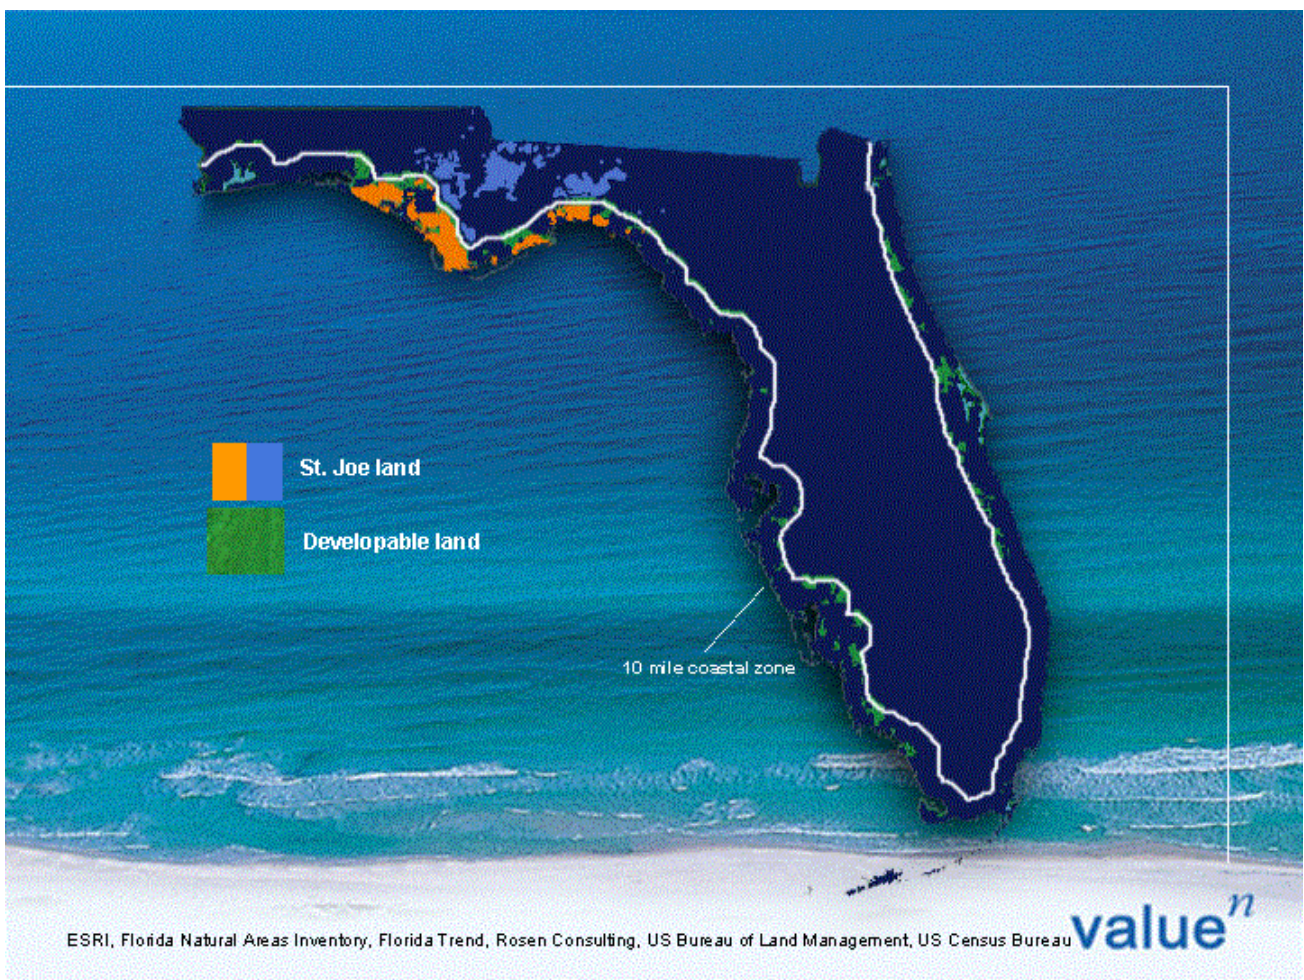 St. Joe land
Developable land
10 mile coastal zone
ESRI, Florida Natural Areas Inventory, Florida Trend, Rosen Consulting, US Bureau of Land Management, US Census Bureau
value n